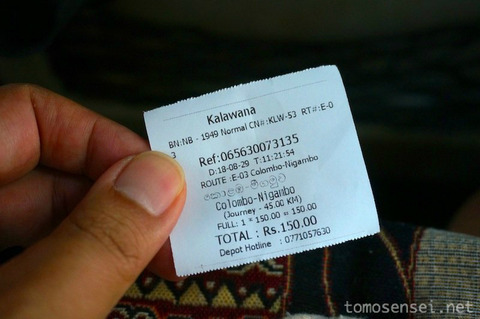 Kalawana
BN:NB - 1949 Normal CN#:KLW-53 RT#:E-0
3
Ref:065630073135
D:18-08-29 T:11:21:54
ROUTE :E-03 Colombo-Nigambo
කොළඹ-මීගමුව
Colombo-Nigambo
(Journey - 45.00 KM)
FULL: 1 × 150.00 = 150.00
TOTAL : Rs.150.00
Depot Hotline : 0771057630
tomosensei.net